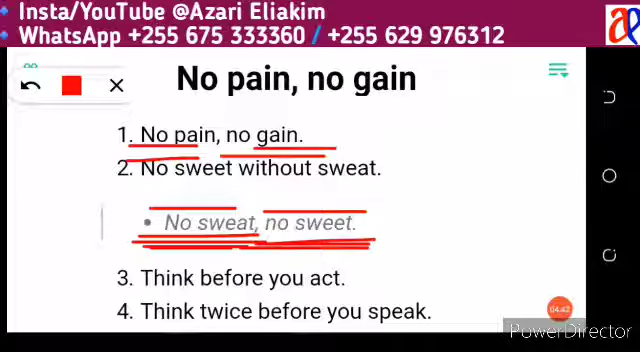 Insta/YouTube @Azari Eliakim
WhatsApp +255 675 333360 / +255 629 976312
No pain, no gain
1. No pain, no gain.
2. No sweet without sweat.
• No sweat, no sweet.
3. Think before you act.
4. Think twice before you speak.
04:42
PowerDirector